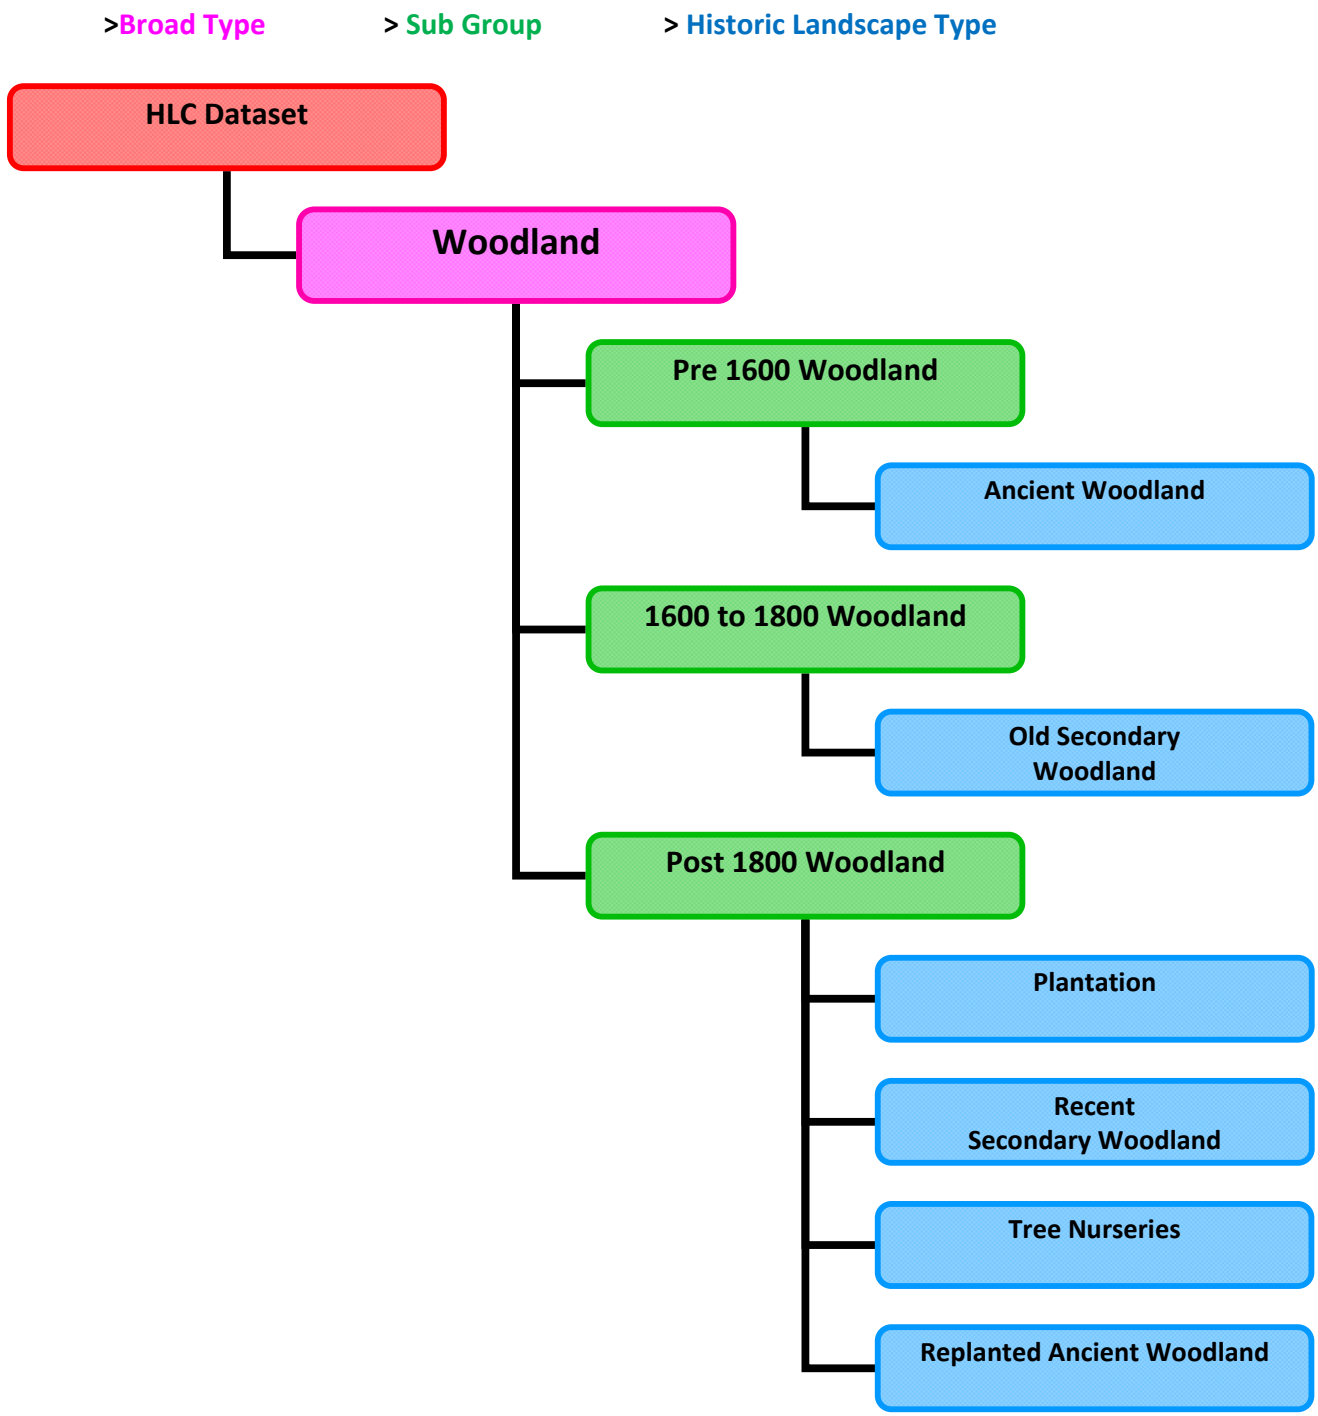 >Broad Type > Sub Group > Historic Landscape Type
HLC Dataset
Woodland
Pre 1600 Woodland
Ancient Woodland
1600 to 1800 Woodland
Old Secondary
Woodland
Post 1800 Woodland
Plantation
Recent
Secondary Woodland
Tree Nurseries
Replanted Ancient Woodland